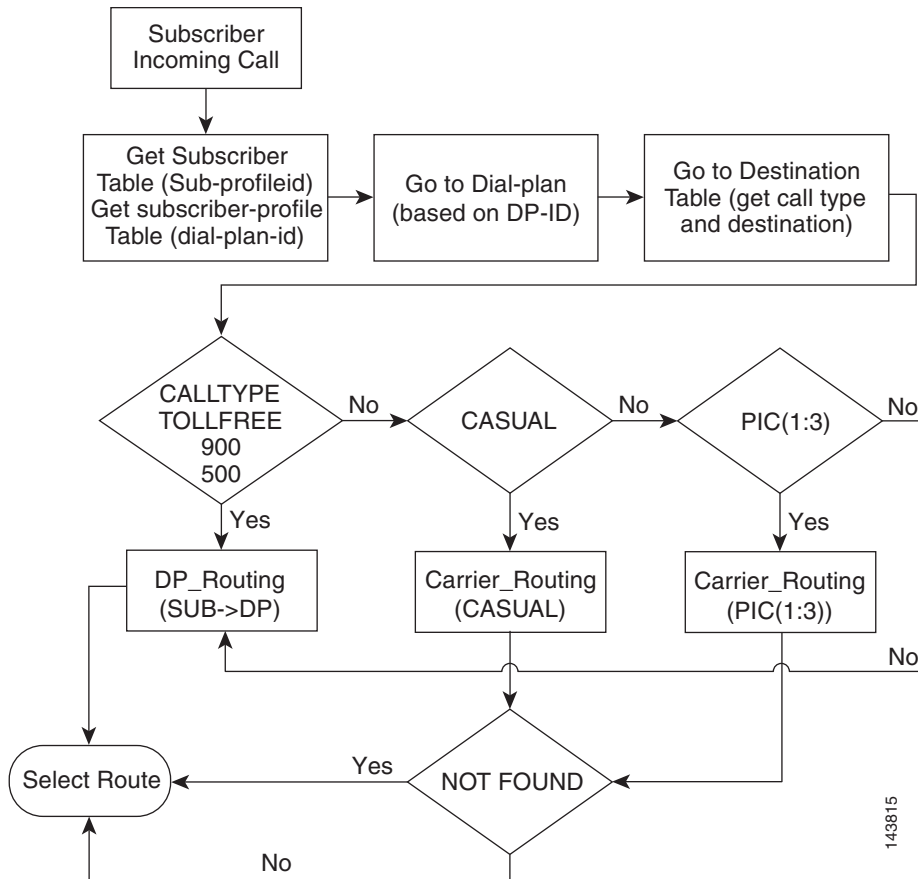 Subscriber
Incoming Call
Get Subscriber
Table (Sub-profileid)
Get subscriber-profile
Table (dial-plan-id)
Go to Dial-plan
(based on DP-ID)
Go to Destination
Table (get call type
and destination)
CALLTYPE
TOLLFREE
900
500
No
CASUAL
No
PIC(1:3)
No
Yes
Yes
Yes
DP_Routing
(SUB->DP)
Carrier_Routing
(CASUAL)
Carrier_Routing
(PIC(1:3))
No
Select Route
Yes
NOT FOUND
No
143815